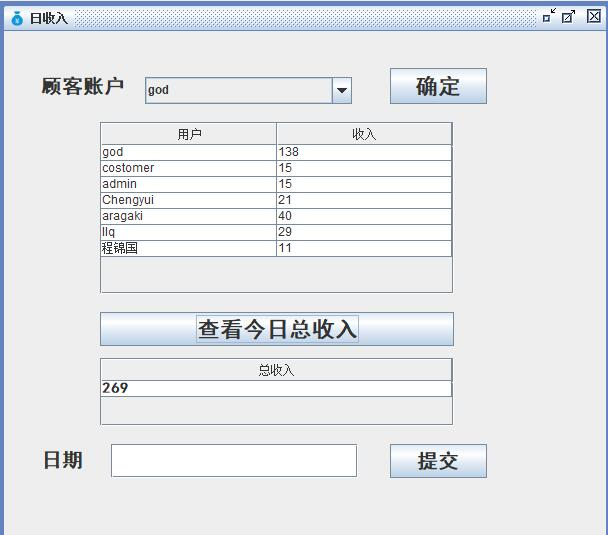 日收入
顾客账户 god 确定
用户 收入
god 138
costomer 15
admin 15
Chengyui 21
aragaki 40
llq 29
程锦国 11
查看今日总收入
总收入
269
日期 提交